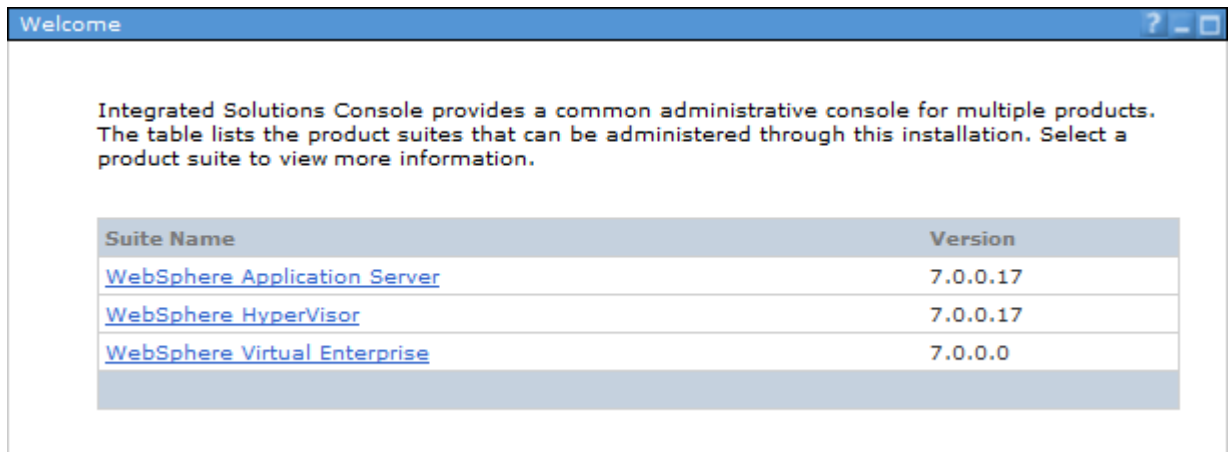 Welcome ?
Integrated Solutions Console provides a common administrative console for multiple products.
The table lists the product suites that can be administered through this installation. Select a
product suite to view more information.
Suite Name Version
WebSphere Application Server 7.0.0.17
WebSphere HyperVisor 7.0.0.17
WebSphere Virtual Enterprise 7.0.0.0